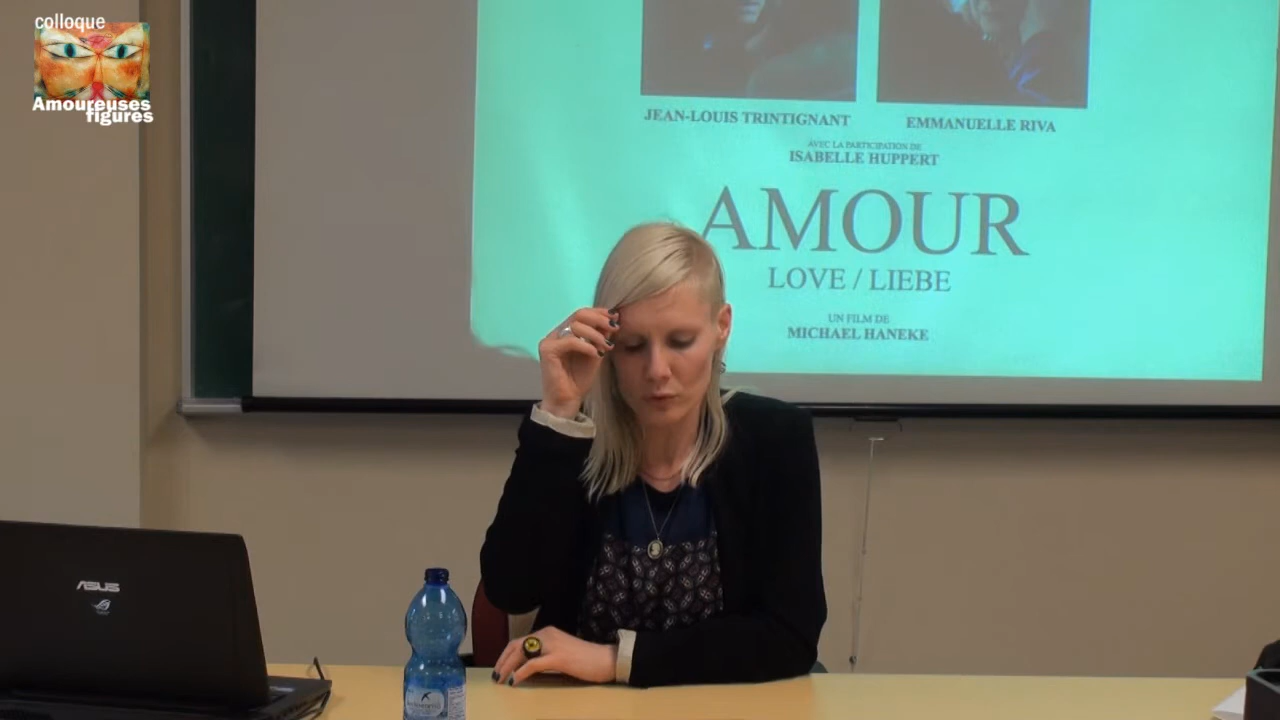 colloque
Amoureuses
figures
JEAN-LOUIS TRINTIGNANT
EMMANUELLE RIVA
AVEC LA PARTICIPATION DE
ISABELLE HUPPERT
AMOUR
LOVE / LIEBE
UN FILM DE
MICHAEL HANEKE
ASUS